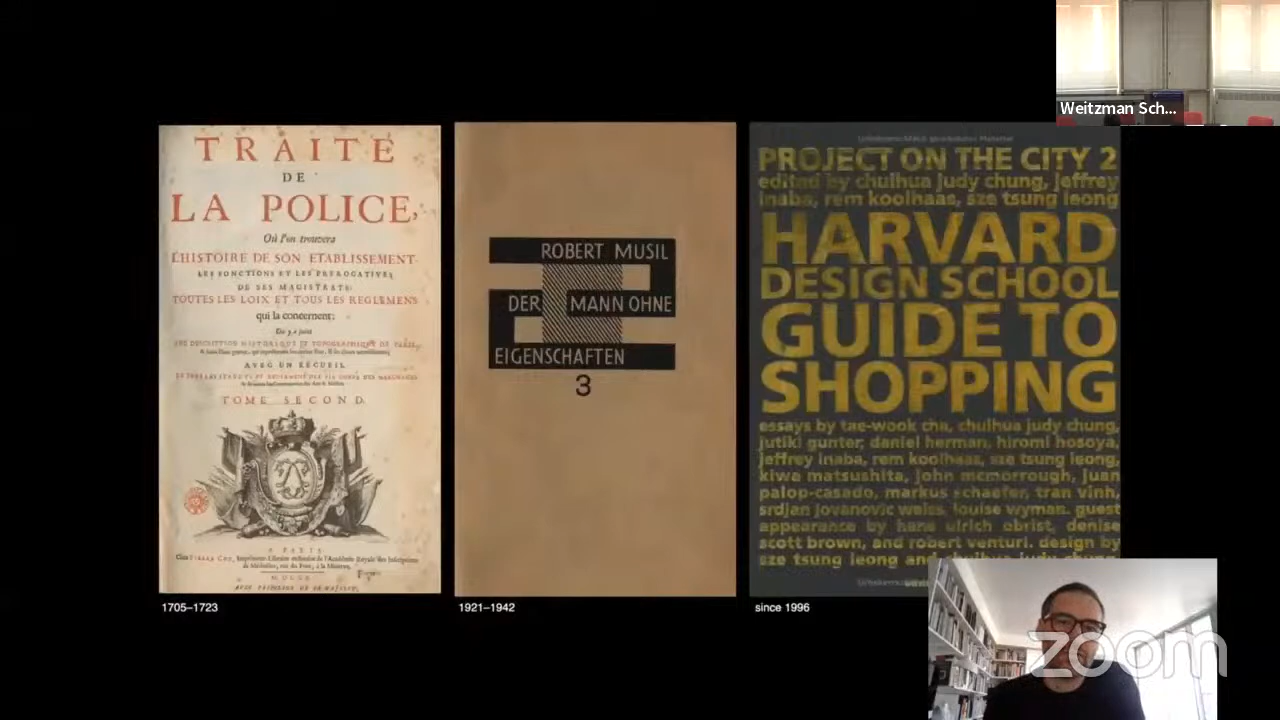 Weitzman Sch...
TRAITÉ
DE
LA POLICE,
Où l'on trouvera
L'HISTOIRE DE SON ETABLISSEMENT
LES FONCTIONS ET LES PREROGATIVES
DE SES MAGISTRATS;
TOUTES LES LOIX ET TOUS LES REGLEMENS
qui la concernent:
AVEC UN RECUEIL
TOME SECOND.
A PARIS
1705–1723
ROBERT MUSIL
DER MANN OHNE
EIGENSCHAFTEN
3
1921–1942
PROJECT ON THE CITY 2
edited by chuihua judy chung, jeffrey
inaba, rem koolhaas, sze tsung leong
HARVARD
DESIGN SCHOOL
GUIDE TO
SHOPPING
essays by tae-wook cha, chuihua judy chung,
jutiki gunter, daniel herman, hiromi hosoya,
jeffrey inaba, rem koolhaas, sze tsung leong,
kiwa matsushita, john mcmorrough, juan
palop-casado, markus schaefer, tran vinh,
srdjan jovanovic weiss, louise wyman. guest
appearance by hans ulrich obrist, denise
scott brown, and robert venturi. design by
sze tsung leong and chuihua judy chung
since 1996
zoom